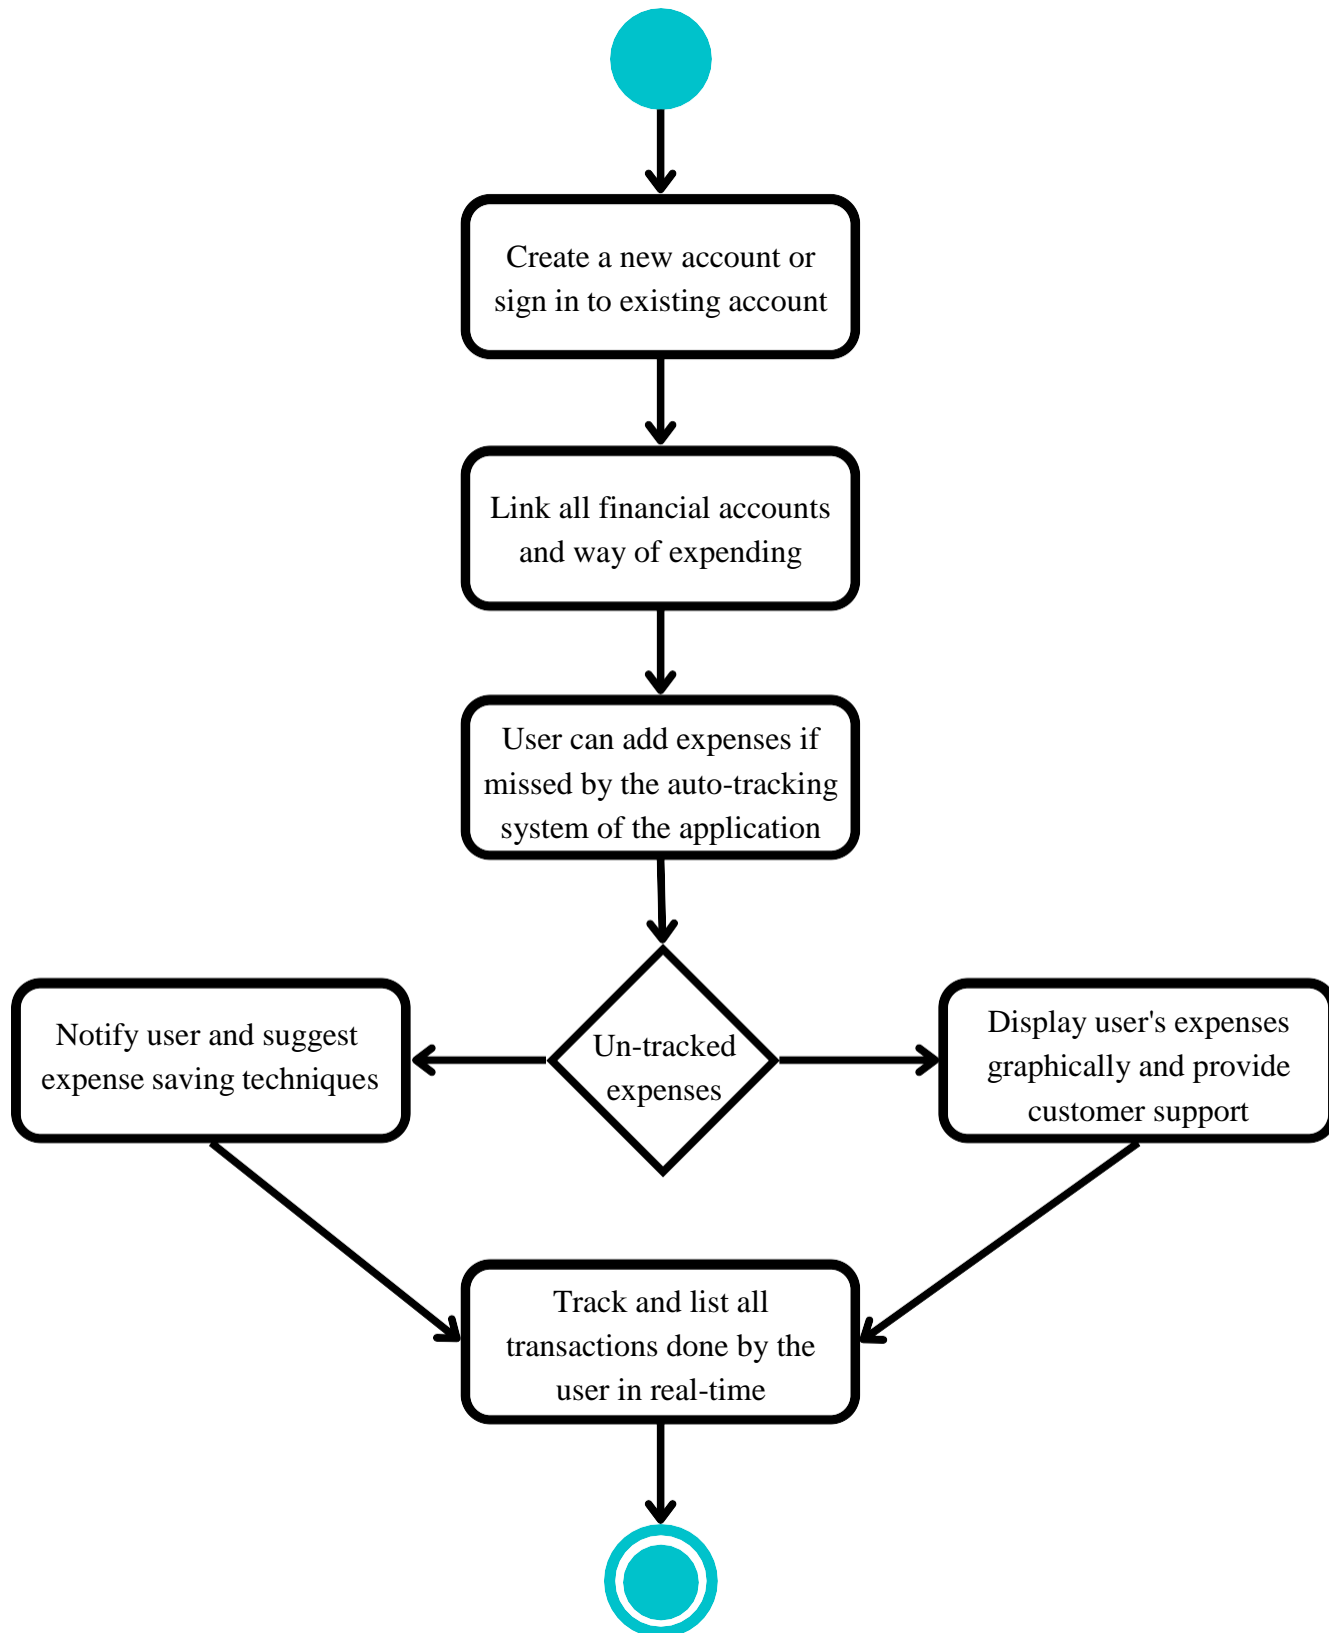 Create a new account or
sign in to existing account
Link all financial accounts
and way of expending
User can add expenses if
missed by the auto-tracking
system of the application
Notify user and suggest
expense saving techniques
Un-tracked
expenses
Display user's expenses
graphically and provide
customer support
Track and list all
transactions done by the
user in real-time